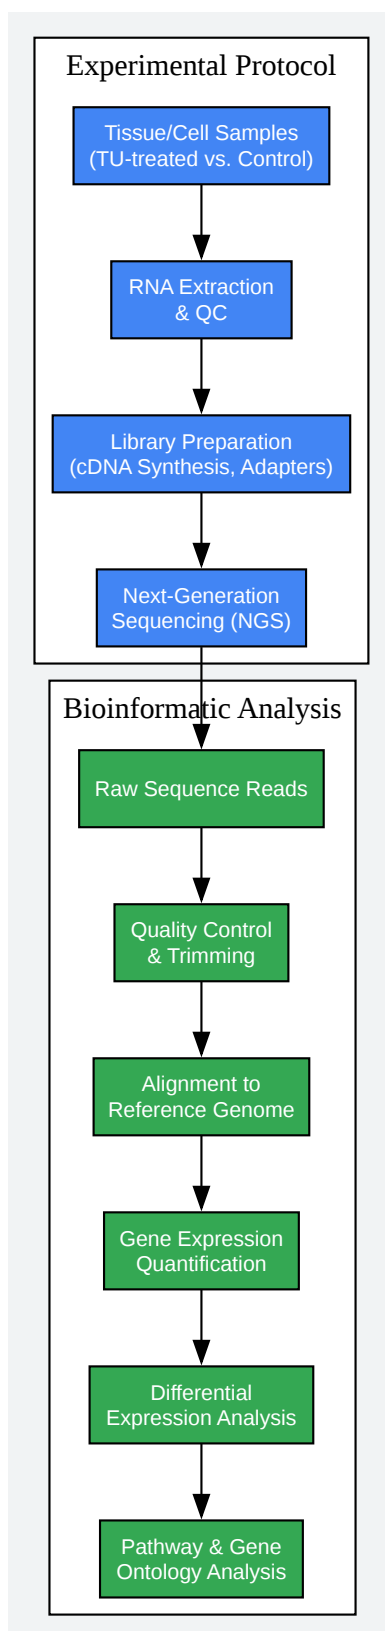 Experimental Protocol
Tissue/Cell Samples
(TU-treated vs. Control)
RNA Extraction
& QC
Library Preparation
(cDNA Synthesis, Adapters)
Next-Generation
Sequencing (NGS)
Bioinformatic Analysis
Raw Sequence Reads
Quality Control
& Trimming
Alignment to
Reference Genome
Gene Expression
Quantification
Differential
Expression Analysis
Pathway & Gene
Ontology Analysis